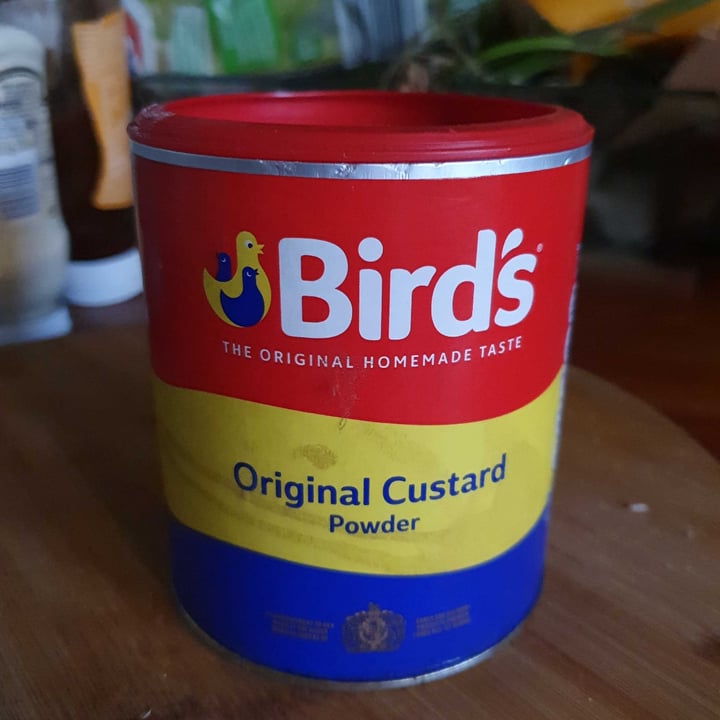 Bird's
THE ORIGINAL HOMEMADE TASTE
Original Custard
Powder